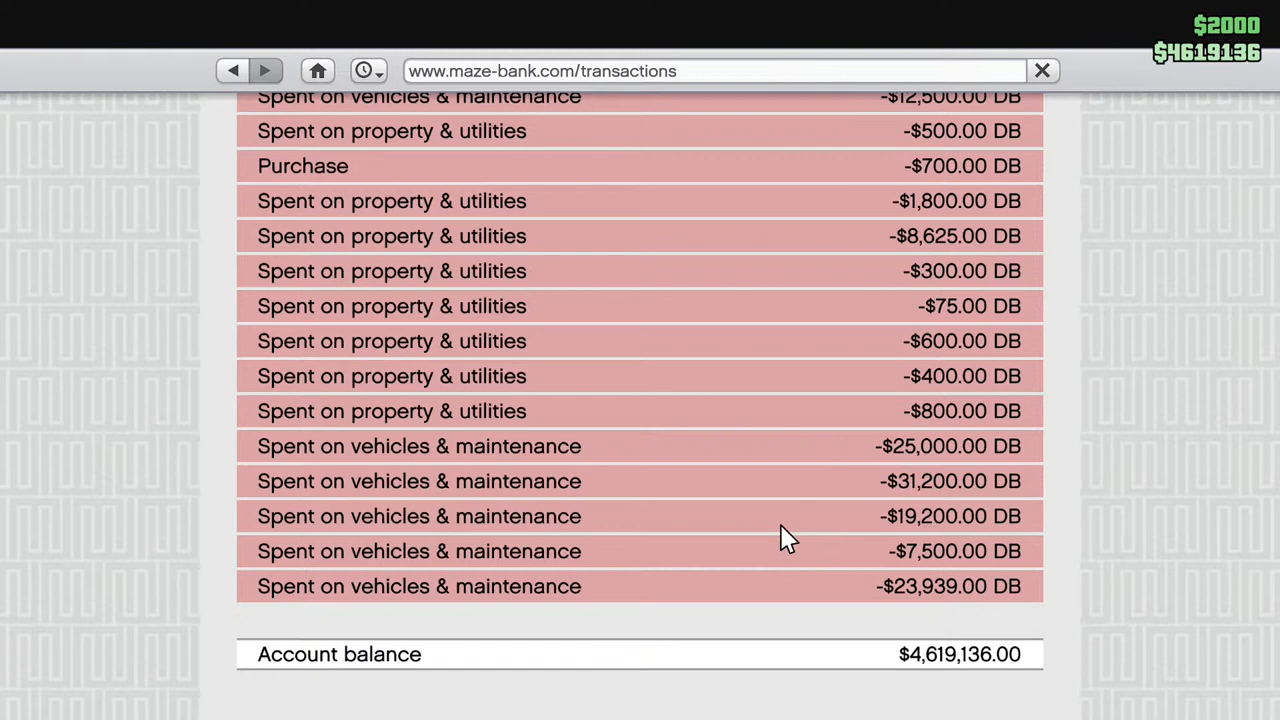 $2000
$4619136
www.maze-bank.com/transactions
Spent on vehicles & maintenance -$12,500.00 DB
Spent on property & utilities -$500.00 DB
Purchase -$700.00 DB
Spent on property & utilities -$1,800.00 DB
Spent on property & utilities -$8,625.00 DB
Spent on property & utilities -$300.00 DB
Spent on property & utilities -$75.00 DB
Spent on property & utilities -$600.00 DB
Spent on property & utilities -$400.00 DB
Spent on property & utilities -$800.00 DB
Spent on vehicles & maintenance -$25,000.00 DB
Spent on vehicles & maintenance -$31,200.00 DB
Spent on vehicles & maintenance -$19,200.00 DB
Spent on vehicles & maintenance -$7,500.00 DB
Spent on vehicles & maintenance -$23,939.00 DB
Account balance $4,619,136.00